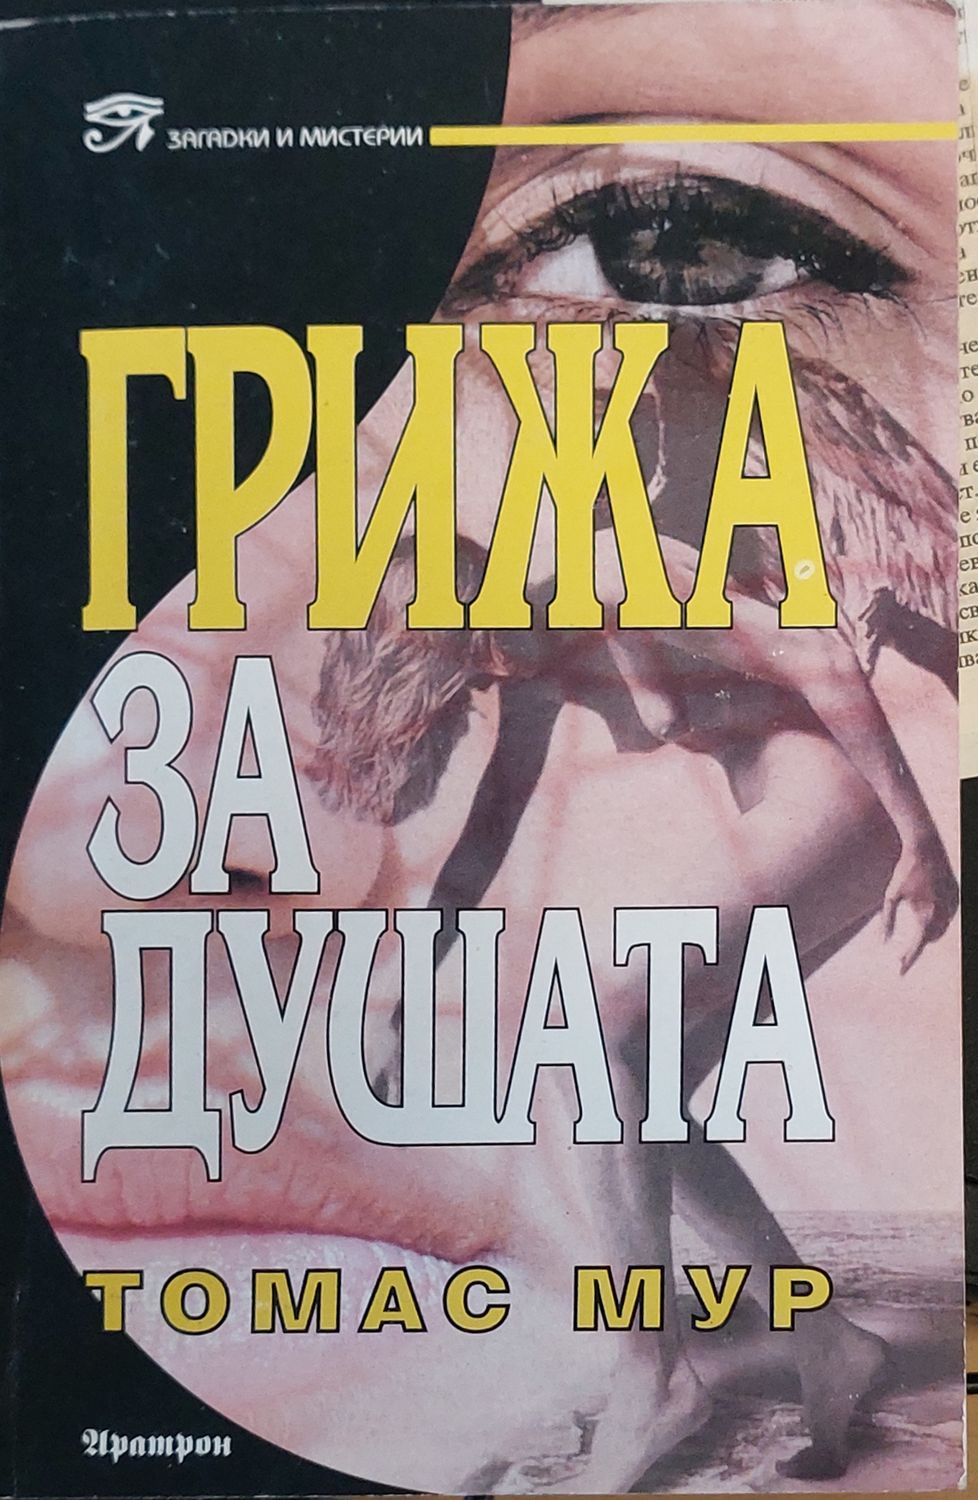 ЗАГАДКИ И МИСТЕРИИ
ГРИЖА
ЗА
ДУШАТА
ТОМАС МУР
Аратрон